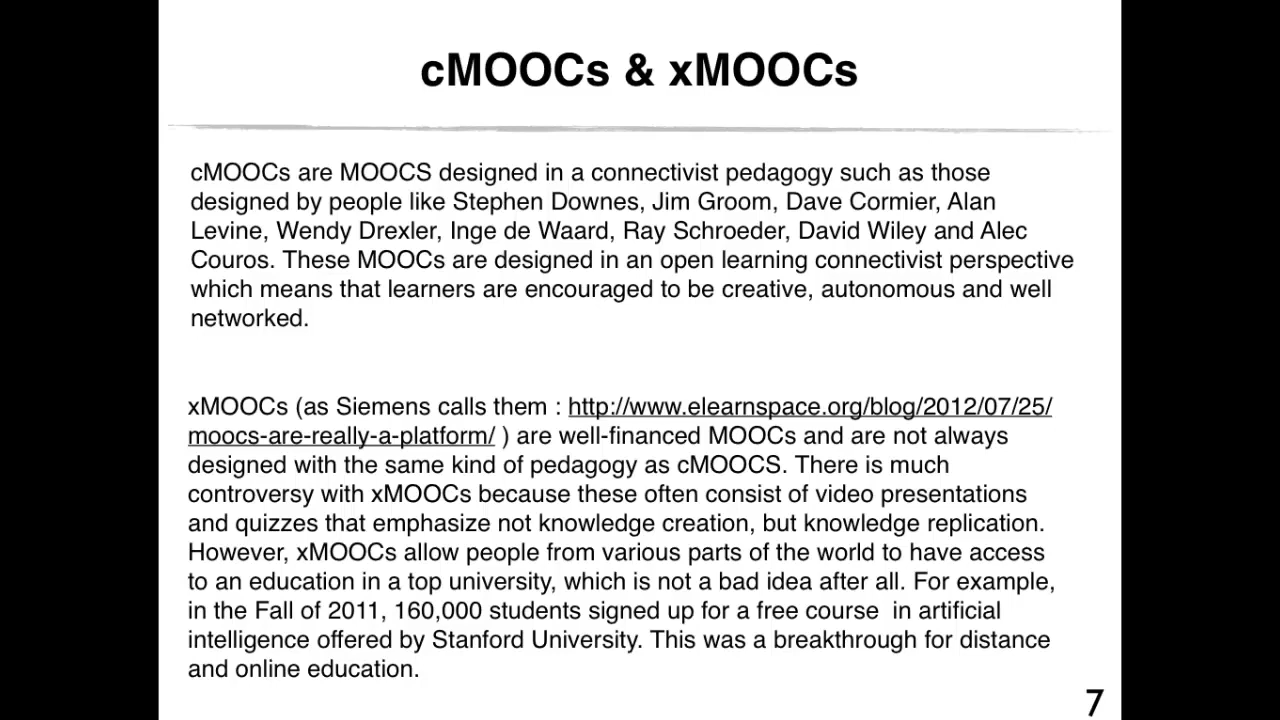 cMOOCs & xMOOCs
cMOOCs are MOOCS designed in a connectivist pedagogy such as those
designed by people like Stephen Downes, Jim Groom, Dave Cormier, Alan
Levine, Wendy Drexler, Inge de Waard, Ray Schroeder, David Wiley and Alec
Couros. These MOOCs are designed in an open learning connectivist perspective
which means that learners are encouraged to be creative, autonomous and well
networked.
xMOOCs (as Siemens calls them : http://www.elearnspace.org/blog/2012/07/25/
moocs-are-really-a-platform/ ) are well-financed MOOCs and are not always
designed with the same kind of pedagogy as cMOOCS. There is much
controversy with xMOOCs because these often consist of video presentations
and quizzes that emphasize not knowledge creation, but knowledge replication.
However, xMOOCs allow people from various parts of the world to have access
to an education in a top university, which is not a bad idea after all. For example,
in the Fall of 2011, 160,000 students signed up for a free course  in artificial
intelligence offered by Stanford University. This was a breakthrough for distance
and online education.
7